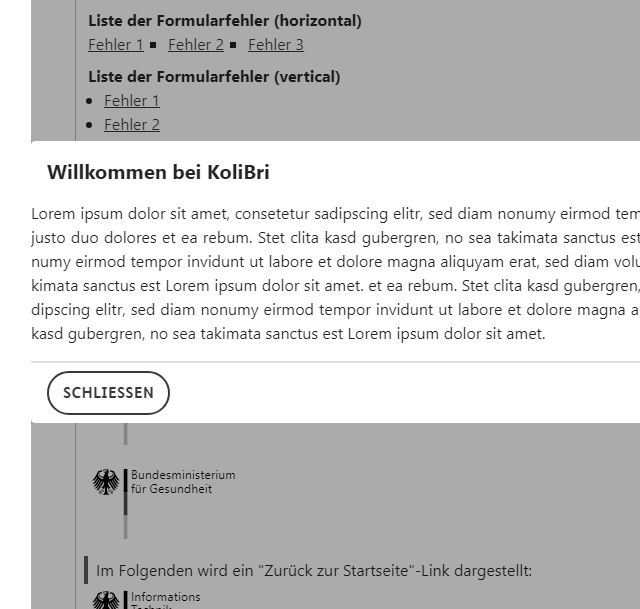 Liste der Formularfehler (horizontal)
Fehler 1 ▪ Fehler 2 ▪ Fehler 3
Liste der Formularfehler (vertical)
• Fehler 1
• Fehler 2
Willkommen bei KoliBri
Lorem ipsum dolor sit amet, consetetur sadipscing elitr, sed diam nonumy eirmod tem
justo duo dolores et ea rebum. Stet clita kasd gubergren, no sea takimata sanctus est
numy eirmod tempor invidunt ut labore et dolore magna aliquyam erat, sed diam volu
kimata sanctus est Lorem ipsum dolor sit amet. et ea rebum. Stet clita kasd gubergren,
dipscing elitr, sed diam nonumy eirmod tempor invidunt ut labore et dolore magna a
kasd gubergren, no sea takimata sanctus est Lorem ipsum dolor sit amet.
SCHLIESSEN
Bundesministerium
für Gesundheit
Im Folgenden wird ein "Zurück zur Startseite"-Link dargestellt:
Informations
Technik